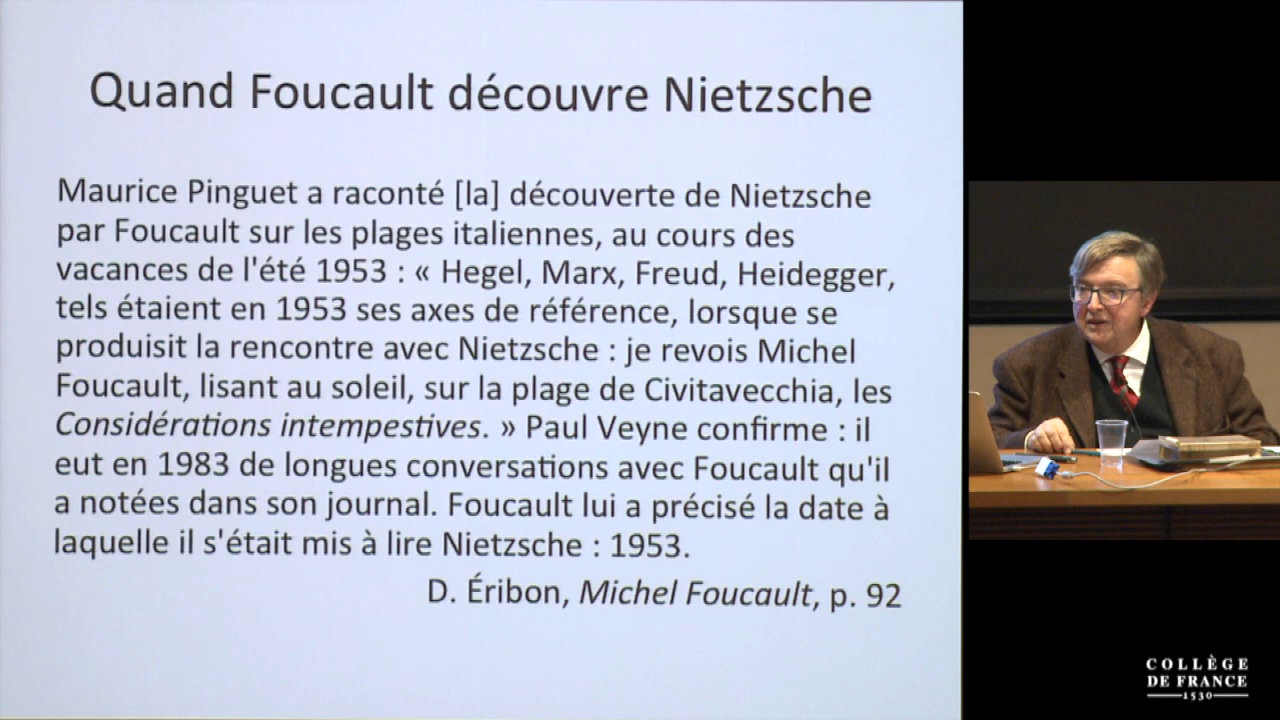 Quand Foucault découvre Nietzsche
Maurice Pinguet a raconté [la] découverte de Nietzsche
par Foucault sur les plages italiennes, au cours des
vacances de l'été 1953 : « Hegel, Marx, Freud, Heidegger,
tels étaient en 1953 ses axes de référence, lorsque se
produisit la rencontre avec Nietzsche : je revois Michel
Foucault, lisant au soleil, sur la plage de Civitavecchia, les
Considérations intempestives. » Paul Veyne confirme : il
eut en 1983 de longues conversations avec Foucault qu'il
a notées dans son journal. Foucault lui a précisé la date à
laquelle il s'était mis à lire Nietzsche : 1953.
D. Éribon, Michel Foucault, p. 92
COLLÈGE
DE FRANCE
1530